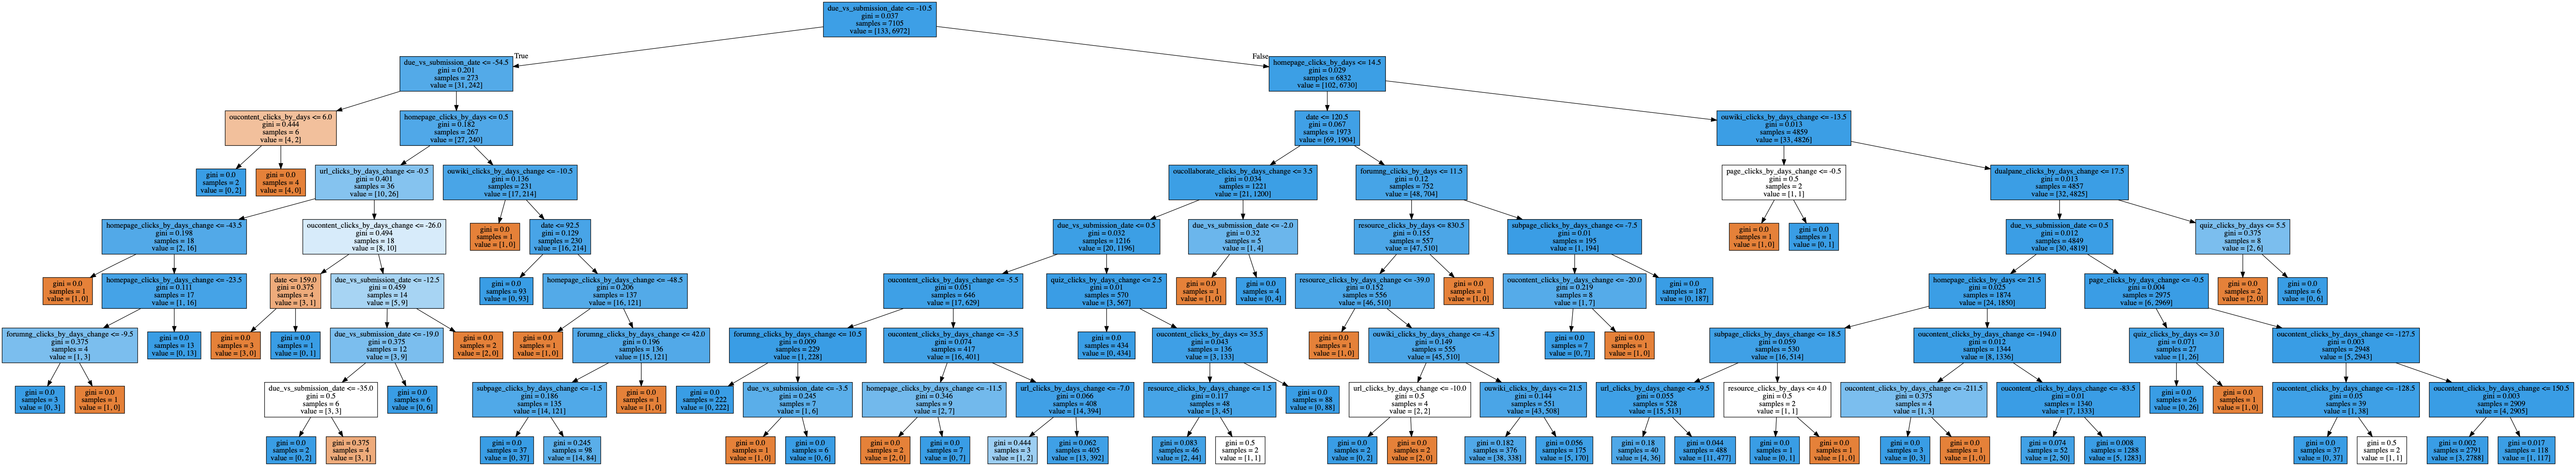 due_vs_submission_date <= -10.5
gini = 0.037
samples = 7105
value = [133, 6972]
True
False
due_vs_submission_date <= -54.5
gini = 0.201
samples = 273
value = [31, 242]
homepage_clicks_by_days <= 14.5
gini = 0.029
samples = 6832
value = [102, 6730]
oucontent_clicks_by_days <= 6.0
gini = 0.444
samples = 6
value = [4, 2]
homepage_clicks_by_days <= 0.5
gini = 0.182
samples = 267
value = [27, 240]
date <= 120.5
gini = 0.067
samples = 1973
value = [69, 1904]
ouwiki_clicks_by_days_change <= -13.5
gini = 0.013
samples = 4859
value = [33, 4826]
gini = 0.0
samples = 2
value = [0, 2]
gini = 0.0
samples = 4
value = [4, 0]
url_clicks_by_days_change <= -0.5
gini = 0.401
samples = 36
value = [10, 26]
ouwiki_clicks_by_days_change <= -10.5
gini = 0.136
samples = 231
value = [17, 214]
oucollaborate_clicks_by_days_change <= 3.5
gini = 0.034
samples = 1221
value = [21, 1200]
forumng_clicks_by_days <= 11.5
gini = 0.12
samples = 752
value = [48, 704]
page_clicks_by_days_change <= -0.5
gini = 0.5
samples = 2
value = [1, 1]
dualpane_clicks_by_days_change <= 17.5
gini = 0.013
samples = 4857
value = [32, 4825]
homepage_clicks_by_days_change <= -43.5
gini = 0.198
samples = 18
value = [2, 16]
oucontent_clicks_by_days_change <= -26.0
gini = 0.494
samples = 18
value = [8, 10]
gini = 0.0
samples = 1
value = [1, 0]
date <= 92.5
gini = 0.129
samples = 230
value = [16, 214]
due_vs_submission_date <= 0.5
gini = 0.032
samples = 1216
value = [20, 1196]
due_vs_submission_date <= -2.0
gini = 0.32
samples = 5
value = [1, 4]
resource_clicks_by_days <= 830.5
gini = 0.155
samples = 557
value = [47, 510]
subpage_clicks_by_days_change <= -7.5
gini = 0.01
samples = 195
value = [1, 194]
gini = 0.0
samples = 1
value = [1, 0]
gini = 0.0
samples = 1
value = [0, 1]
due_vs_submission_date <= 0.5
gini = 0.012
samples = 4849
value = [30, 4819]
quiz_clicks_by_days <= 5.5
gini = 0.375
samples = 8
value = [2, 6]
gini = 0.0
samples = 1
value = [1, 0]
homepage_clicks_by_days_change <= -23.5
gini = 0.111
samples = 17
value = [1, 16]
date <= 159.0
gini = 0.375
samples = 4
value = [3, 1]
due_vs_submission_date <= -12.5
gini = 0.459
samples = 14
value = [5, 9]
gini = 0.0
samples = 93
value = [0, 93]
homepage_clicks_by_days_change <= -48.5
gini = 0.206
samples = 137
value = [16, 121]
oucontent_clicks_by_days_change <= -5.5
gini = 0.051
samples = 646
value = [17, 629]
quiz_clicks_by_days_change <= 2.5
gini = 0.01
samples = 570
value = [3, 567]
gini = 0.0
samples = 1
value = [1, 0]
gini = 0.0
samples = 4
value = [0, 4]
resource_clicks_by_days_change <= -39.0
gini = 0.152
samples = 556
value = [46, 510]
gini = 0.0
samples = 1
value = [1, 0]
oucontent_clicks_by_days_change <= -20.0
gini = 0.219
samples = 8
value = [1, 7]
gini = 0.0
samples = 187
value = [0, 187]
homepage_clicks_by_days <= 21.5
gini = 0.025
samples = 1874
value = [24, 1850]
page_clicks_by_days_change <= -0.5
gini = 0.004
samples = 2975
value = [6, 2969]
gini = 0.0
samples = 2
value = [2, 0]
gini = 0.0
samples = 6
value = [0, 6]
forumng_clicks_by_days_change <= -9.5
gini = 0.375
samples = 4
value = [1, 3]
gini = 0.0
samples = 13
value = [0, 13]
gini = 0.0
samples = 3
value = [3, 0]
gini = 0.0
samples = 1
value = [0, 1]
due_vs_submission_date <= -19.0
gini = 0.375
samples = 12
value = [3, 9]
gini = 0.0
samples = 2
value = [2, 0]
gini = 0.0
samples = 1
value = [1, 0]
forumng_clicks_by_days_change <= 42.0
gini = 0.196
samples = 136
value = [15, 121]
forumng_clicks_by_days_change <= 10.5
gini = 0.009
samples = 229
value = [1, 228]
oucontent_clicks_by_days_change <= -3.5
gini = 0.074
samples = 417
value = [16, 401]
gini = 0.0
samples = 434
value = [0, 434]
oucontent_clicks_by_days <= 35.5
gini = 0.043
samples = 136
value = [3, 133]
gini = 0.0
samples = 1
value = [1, 0]
ouwiki_clicks_by_days_change <= -4.5
gini = 0.149
samples = 555
value = [45, 510]
gini = 0.0
samples = 7
value = [0, 7]
gini = 0.0
samples = 1
value = [1, 0]
subpage_clicks_by_days_change <= 18.5
gini = 0.059
samples = 530
value = [16, 514]
oucontent_clicks_by_days_change <= -194.0
gini = 0.012
samples = 1344
value = [8, 1336]
quiz_clicks_by_days <= 3.0
gini = 0.071
samples = 27
value = [1, 26]
oucontent_clicks_by_days_change <= -127.5
gini = 0.003
samples = 2948
value = [5, 2943]
gini = 0.0
samples = 3
value = [0, 3]
gini = 0.0
samples = 1
value = [1, 0]
due_vs_submission_date <= -35.0
gini = 0.5
samples = 6
value = [3, 3]
gini = 0.0
samples = 6
value = [0, 6]
subpage_clicks_by_days_change <= -1.5
gini = 0.186
samples = 135
value = [14, 121]
gini = 0.0
samples = 1
value = [1, 0]
gini = 0.0
samples = 222
value = [0, 222]
due_vs_submission_date <= -3.5
gini = 0.245
samples = 7
value = [1, 6]
homepage_clicks_by_days_change <= -11.5
gini = 0.346
samples = 9
value = [2, 7]
url_clicks_by_days_change <= -7.0
gini = 0.066
samples = 408
value = [14, 394]
resource_clicks_by_days_change <= 1.5
gini = 0.117
samples = 48
value = [3, 45]
gini = 0.0
samples = 88
value = [0, 88]
url_clicks_by_days_change <= -10.0
gini = 0.5
samples = 4
value = [2, 2]
ouwiki_clicks_by_days <= 21.5
gini = 0.144
samples = 551
value = [43, 508]
url_clicks_by_days_change <= -9.5
gini = 0.055
samples = 528
value = [15, 513]
resource_clicks_by_days <= 4.0
gini = 0.5
samples = 2
value = [1, 1]
oucontent_clicks_by_days_change <= -211.5
gini = 0.375
samples = 4
value = [1, 3]
oucontent_clicks_by_days_change <= -83.5
gini = 0.01
samples = 1340
value = [7, 1333]
gini = 0.0
samples = 26
value = [0, 26]
gini = 0.0
samples = 1
value = [1, 0]
oucontent_clicks_by_days_change <= -128.5
gini = 0.05
samples = 39
value = [1, 38]
oucontent_clicks_by_days_change <= 150.5
gini = 0.003
samples = 2909
value = [4, 2905]
gini = 0.0
samples = 2
value = [0, 2]
gini = 0.375
samples = 4
value = [3, 1]
gini = 0.0
samples = 37
value = [0, 37]
gini = 0.245
samples = 98
value = [14, 84]
gini = 0.0
samples = 1
value = [1, 0]
gini = 0.0
samples = 6
value = [0, 6]
gini = 0.0
samples = 2
value = [2, 0]
gini = 0.0
samples = 7
value = [0, 7]
gini = 0.444
samples = 3
value = [1, 2]
gini = 0.062
samples = 405
value = [13, 392]
gini = 0.083
samples = 46
value = [2, 44]
gini = 0.5
samples = 2
value = [1, 1]
gini = 0.0
samples = 2
value = [0, 2]
gini = 0.0
samples = 2
value = [2, 0]
gini = 0.182
samples = 376
value = [38, 338]
gini = 0.056
samples = 175
value = [5, 170]
gini = 0.18
samples = 40
value = [4, 36]
gini = 0.044
samples = 488
value = [11, 477]
gini = 0.0
samples = 1
value = [0, 1]
gini = 0.0
samples = 1
value = [1, 0]
gini = 0.0
samples = 3
value = [0, 3]
gini = 0.0
samples = 1
value = [1, 0]
gini = 0.074
samples = 52
value = [2, 50]
gini = 0.008
samples = 1288
value = [5, 1283]
gini = 0.0
samples = 37
value = [0, 37]
gini = 0.5
samples = 2
value = [1, 1]
gini = 0.002
samples = 2791
value = [3, 2788]
gini = 0.017
samples = 118
value = [1, 117]